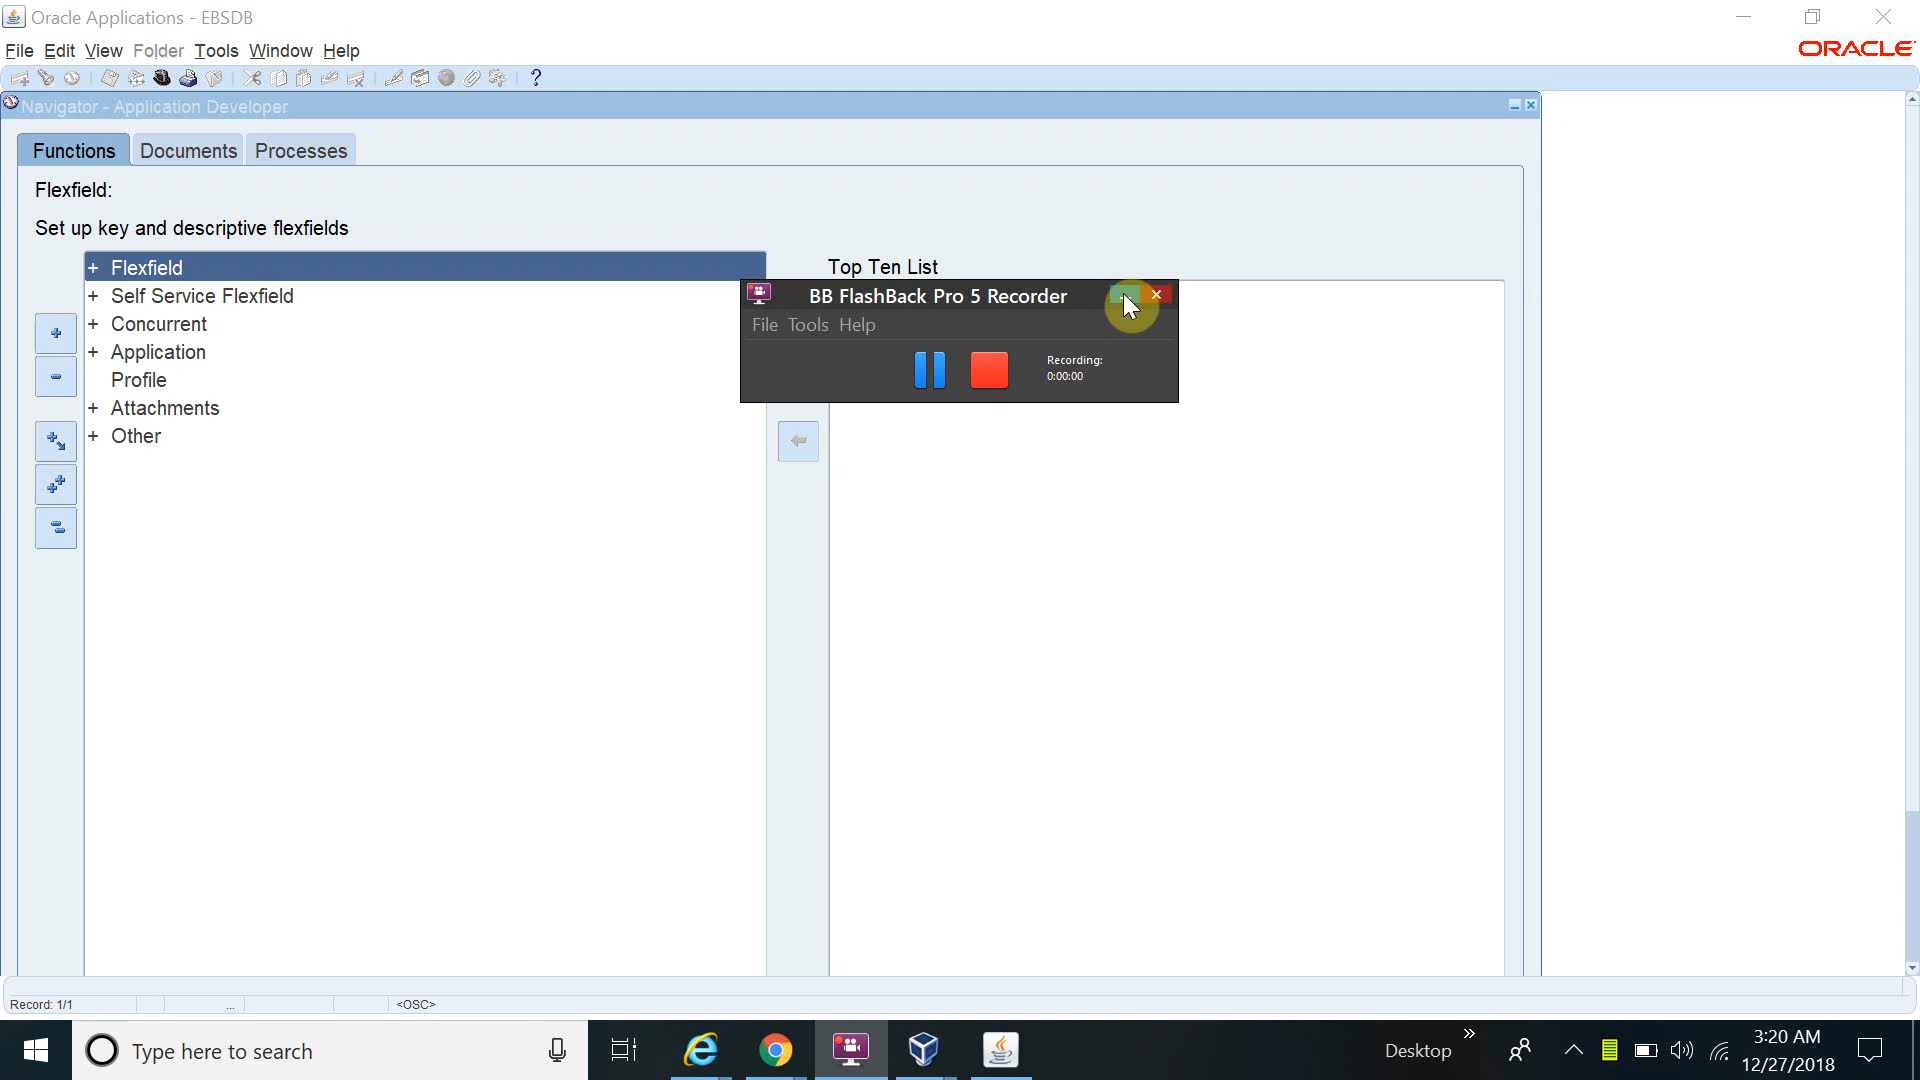 Oracle Applications - EBSDB
File Edit View Folder Tools Window Help
ORACLE
Navigator - Application Developer
Functions Documents Processes
Flexfield:
Set up key and descriptive flexfields
+ Flexfield
+ Self Service Flexfield
+ Concurrent
+ Application
Profile
+ Attachments
+ Other
Top Ten List
BB FlashBack Pro 5 Recorder
File Tools Help
Recording:
0:00:00
Record: 1/1
...
<OSC>
Type here to search
Desktop
3:20 AM
12/27/2018